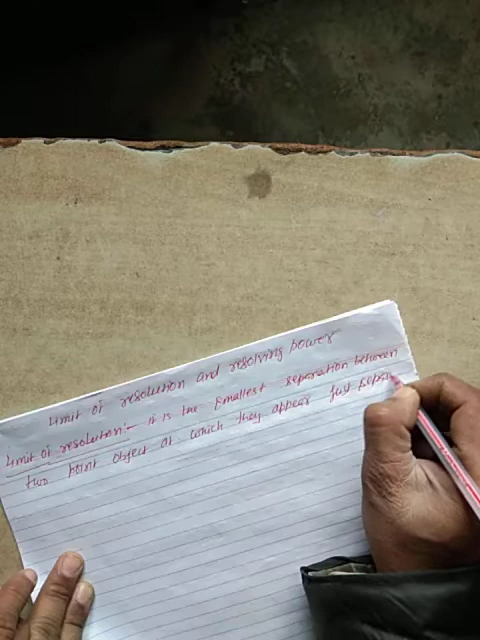 Limit of resolution and resolving power
Limit of resolution:- it is the smallest separation between
two point object at which they appear just separa